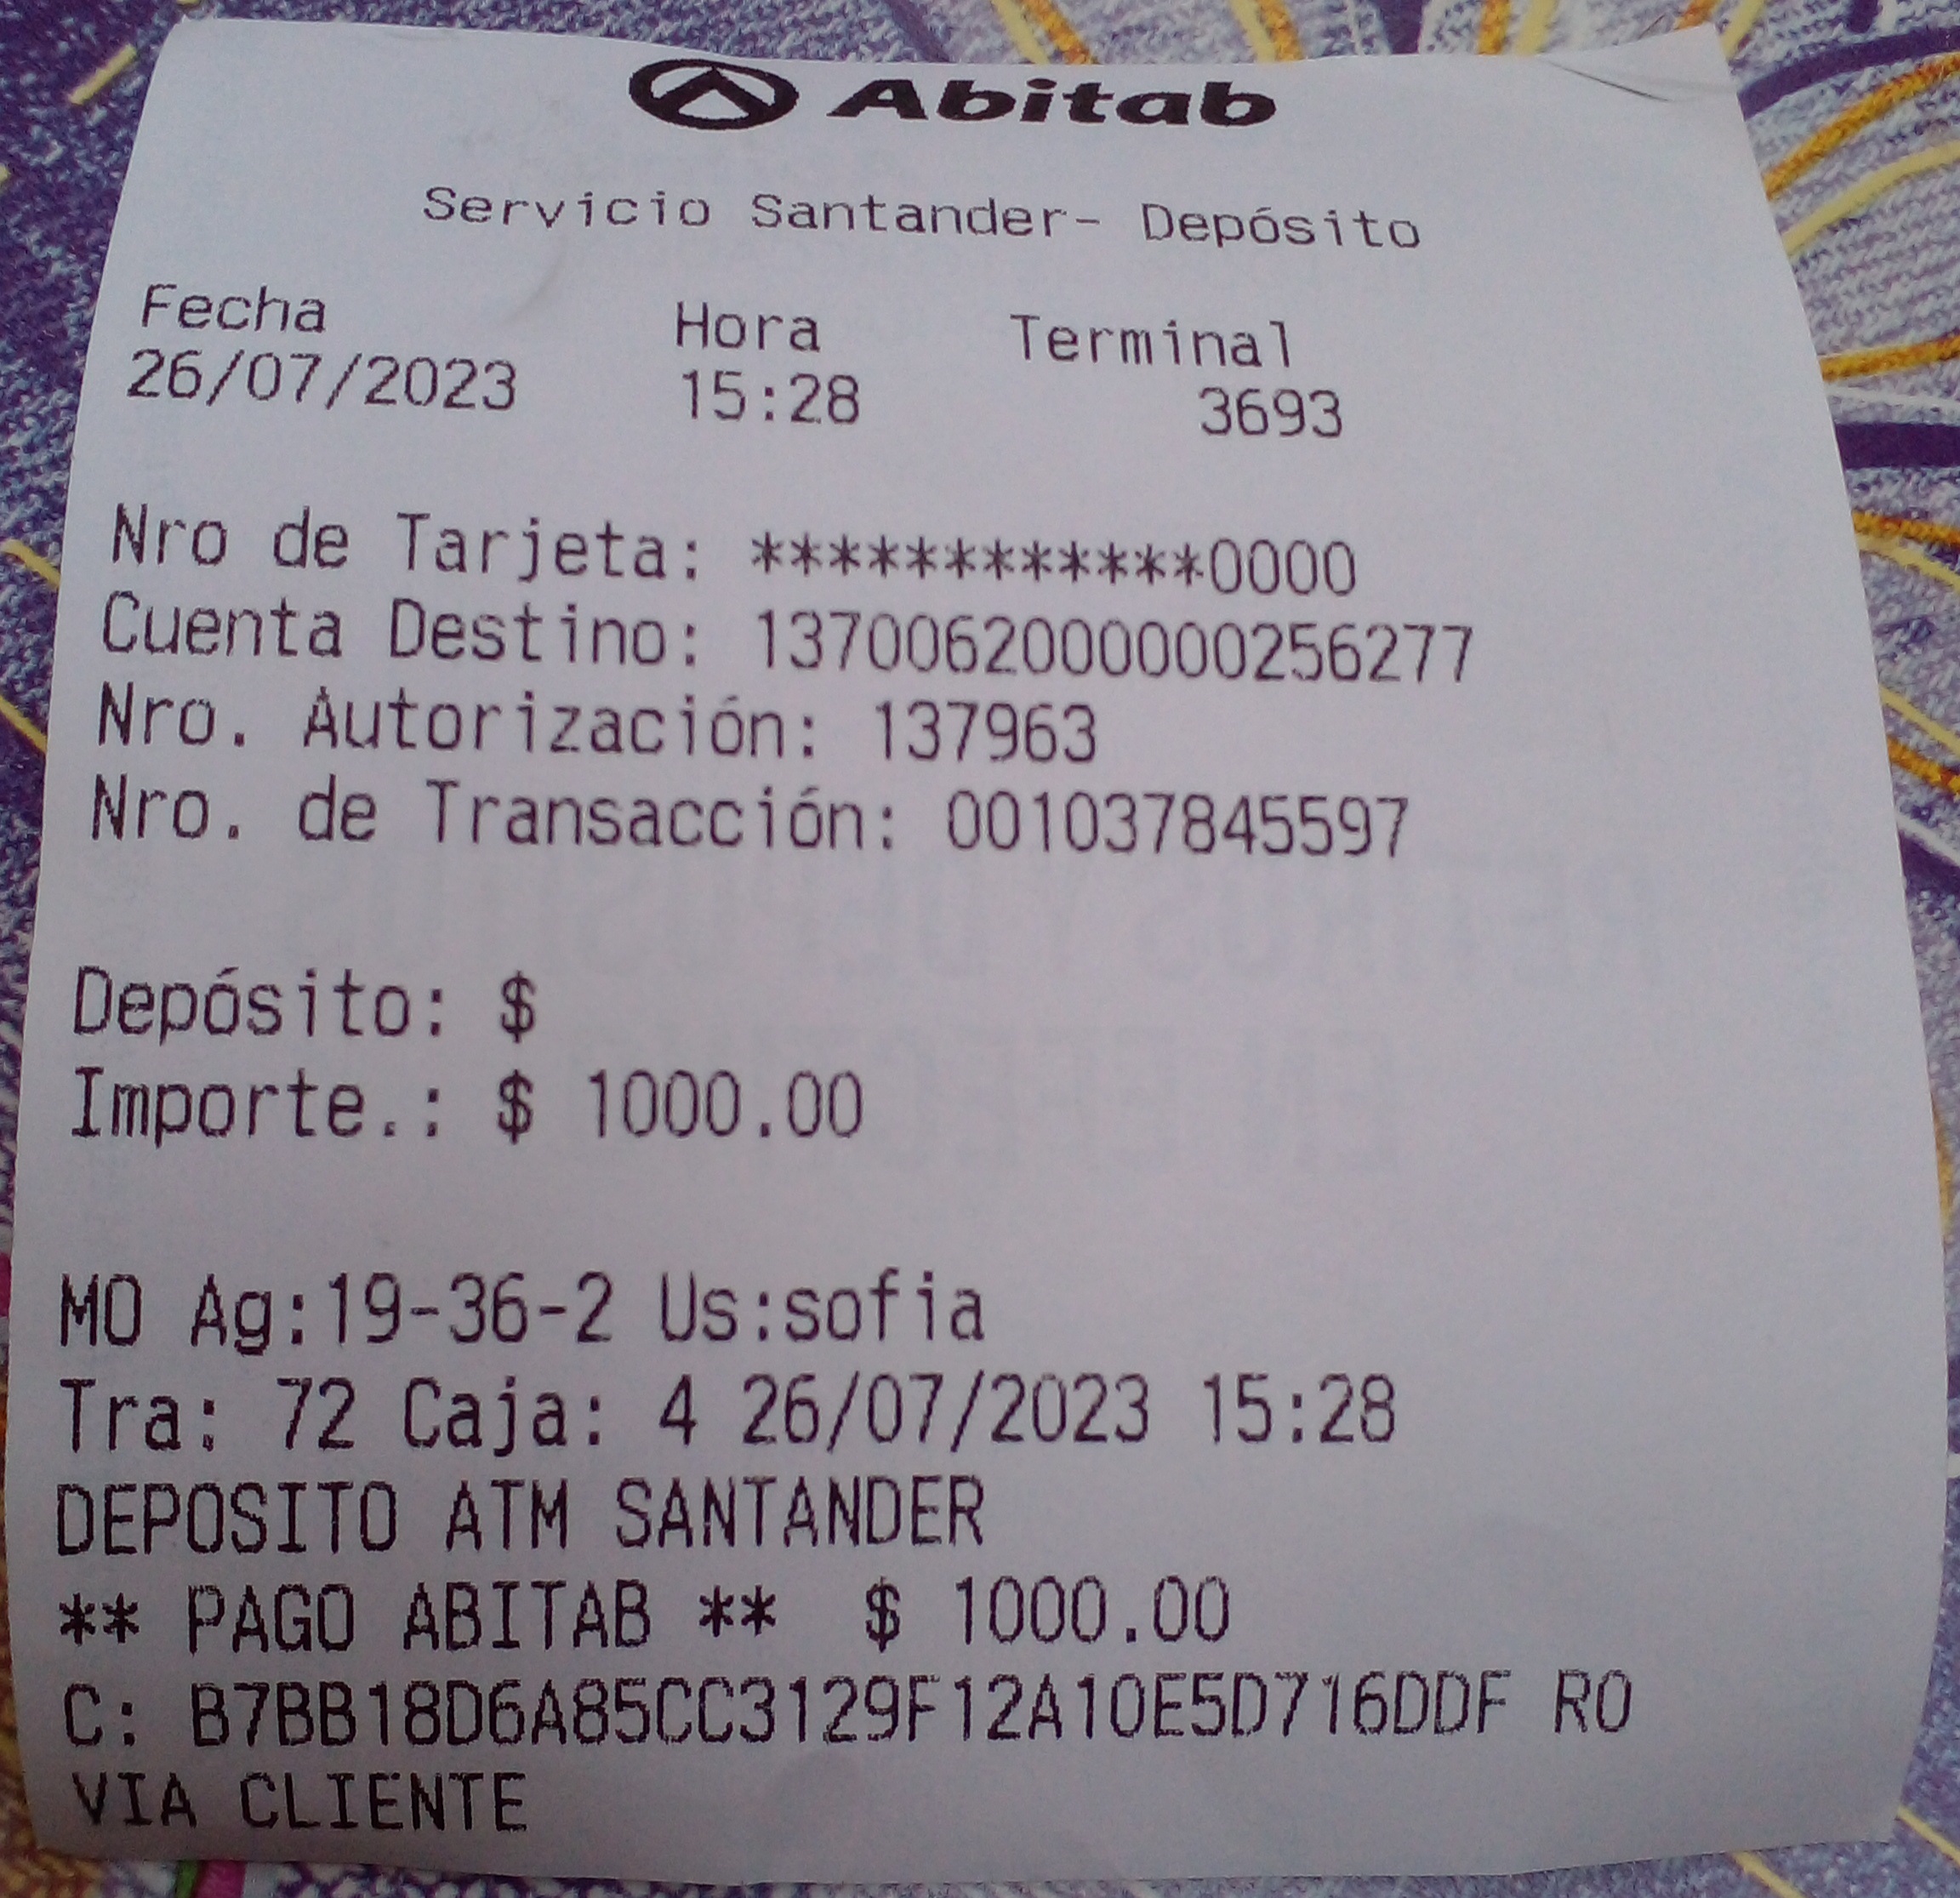 Abitab
Servicio Santander- Depósito
Fecha Hora Terminal
26/07/2023 15:28 3693
Nro de Tarjeta: ************0000
Cuenta Destino: 1370062000000256277
Nro. Autorización: 137963
Nro. de Transacción: 001037845597
Depósito: $
Importe.: $ 1000.00
MO Ag:19-36-2 Us:sofia
Tra: 72 Caja: 4 26/07/2023 15:28
DEPOSITO ATM SANTANDER
** PAGO ABITAB ** $ 1000.00
C: B7BB18D6A85CC3129F12A10E5D716DDF RO
VIA CLIENTE